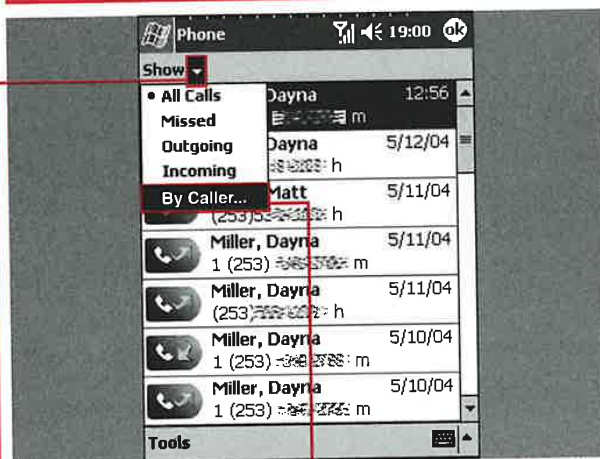 Phone 19:00 ok
Show
All Calls
Missed
Outgoing
Incoming
By Caller...
Dayna 12:56
m
Dayna 5/12/04
h
Matt 5/11/04
(253) h
Miller, Dayna 5/11/04
1 (253) m
Miller, Dayna 5/11/04
(253) h
Miller, Dayna 5/10/04
1 (253) m
Miller, Dayna 5/10/04
1 (253) m
Tools